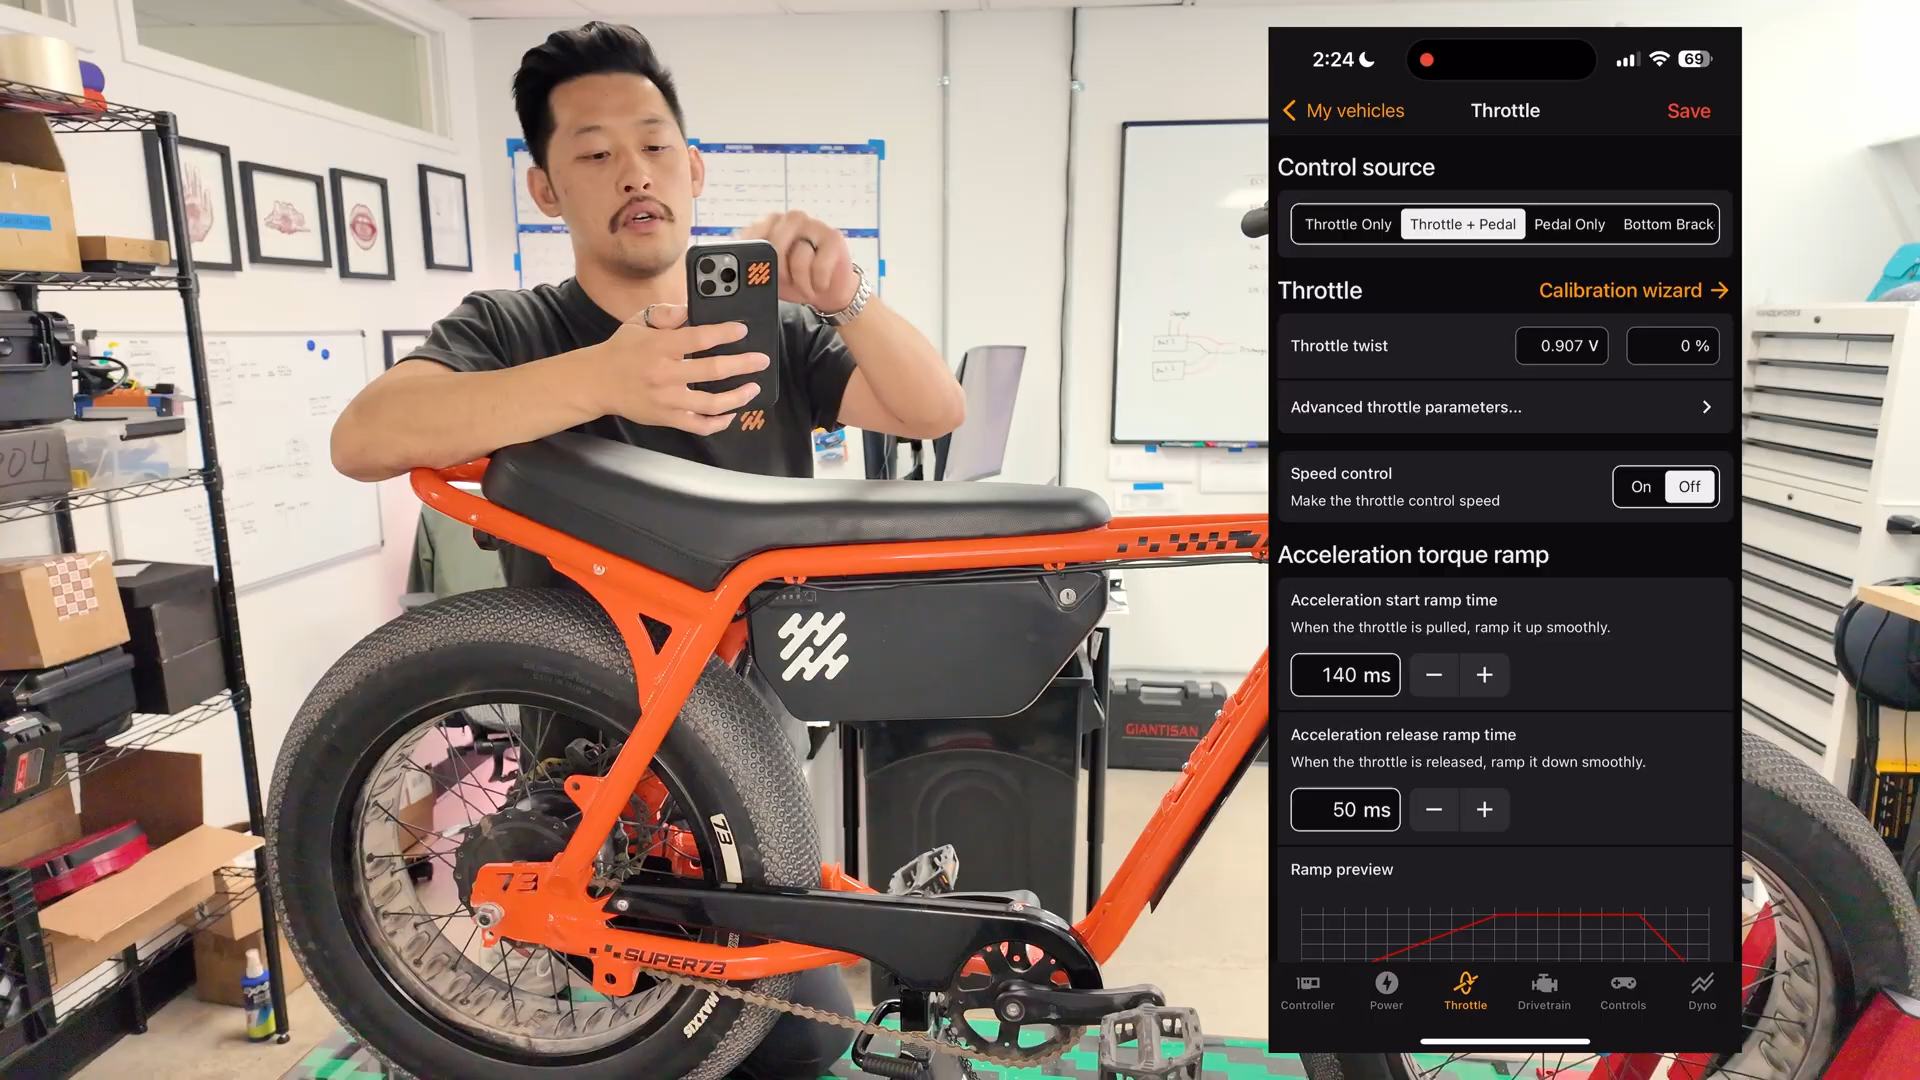 2:24
69
My vehicles
Throttle
Save
Control source
Throttle Only
Throttle + Pedal
Pedal Only
Bottom Brack
Throttle
Calibration wizard
Throttle twist
0.907 V
0 %
Advanced throttle parameters...
Speed control
Make the throttle control speed
On
Off
Acceleration torque ramp
Acceleration start ramp time
When the throttle is pulled, ramp it up smoothly.
140 ms
Acceleration release ramp time
When the throttle is released, ramp it down smoothly.
50 ms
Ramp preview
Controller
Power
Throttle
Drivetrain
Controls
Dyno
GIANTISAN
73
73
SUPER73
MAXXIS